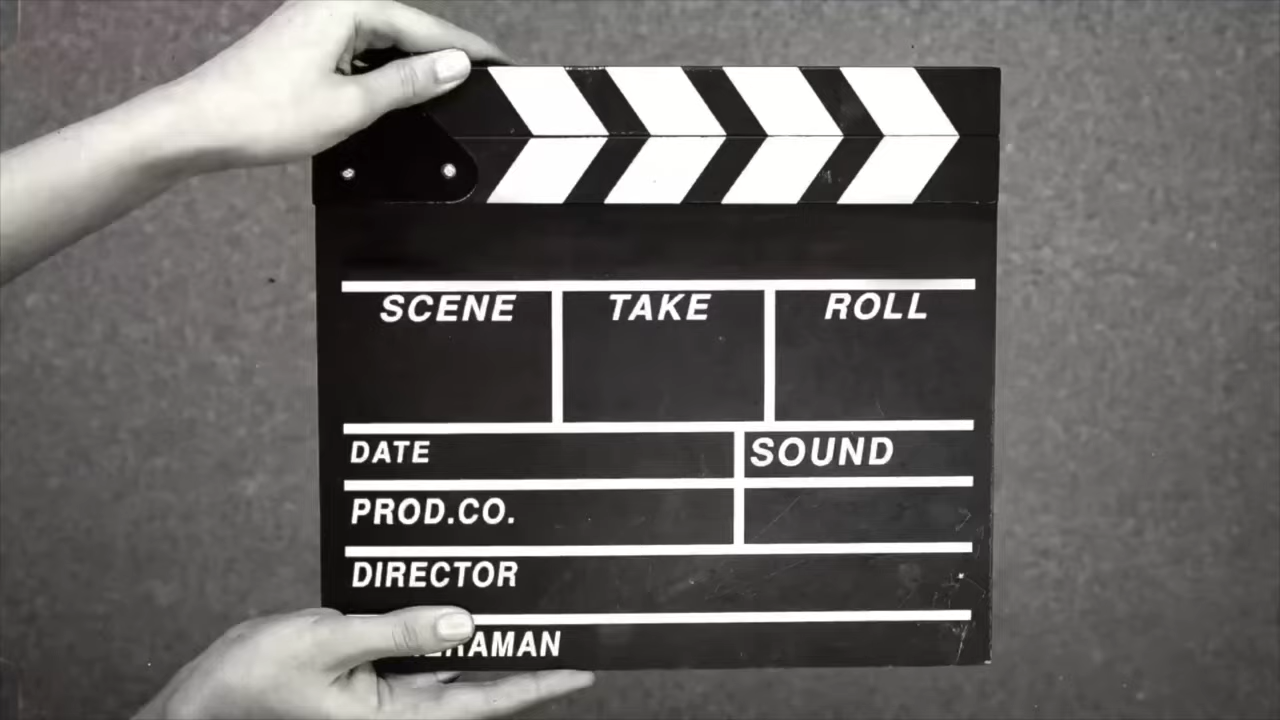 SCENE TAKE ROLL
DATE SOUND
PROD.CO.
DIRECTOR